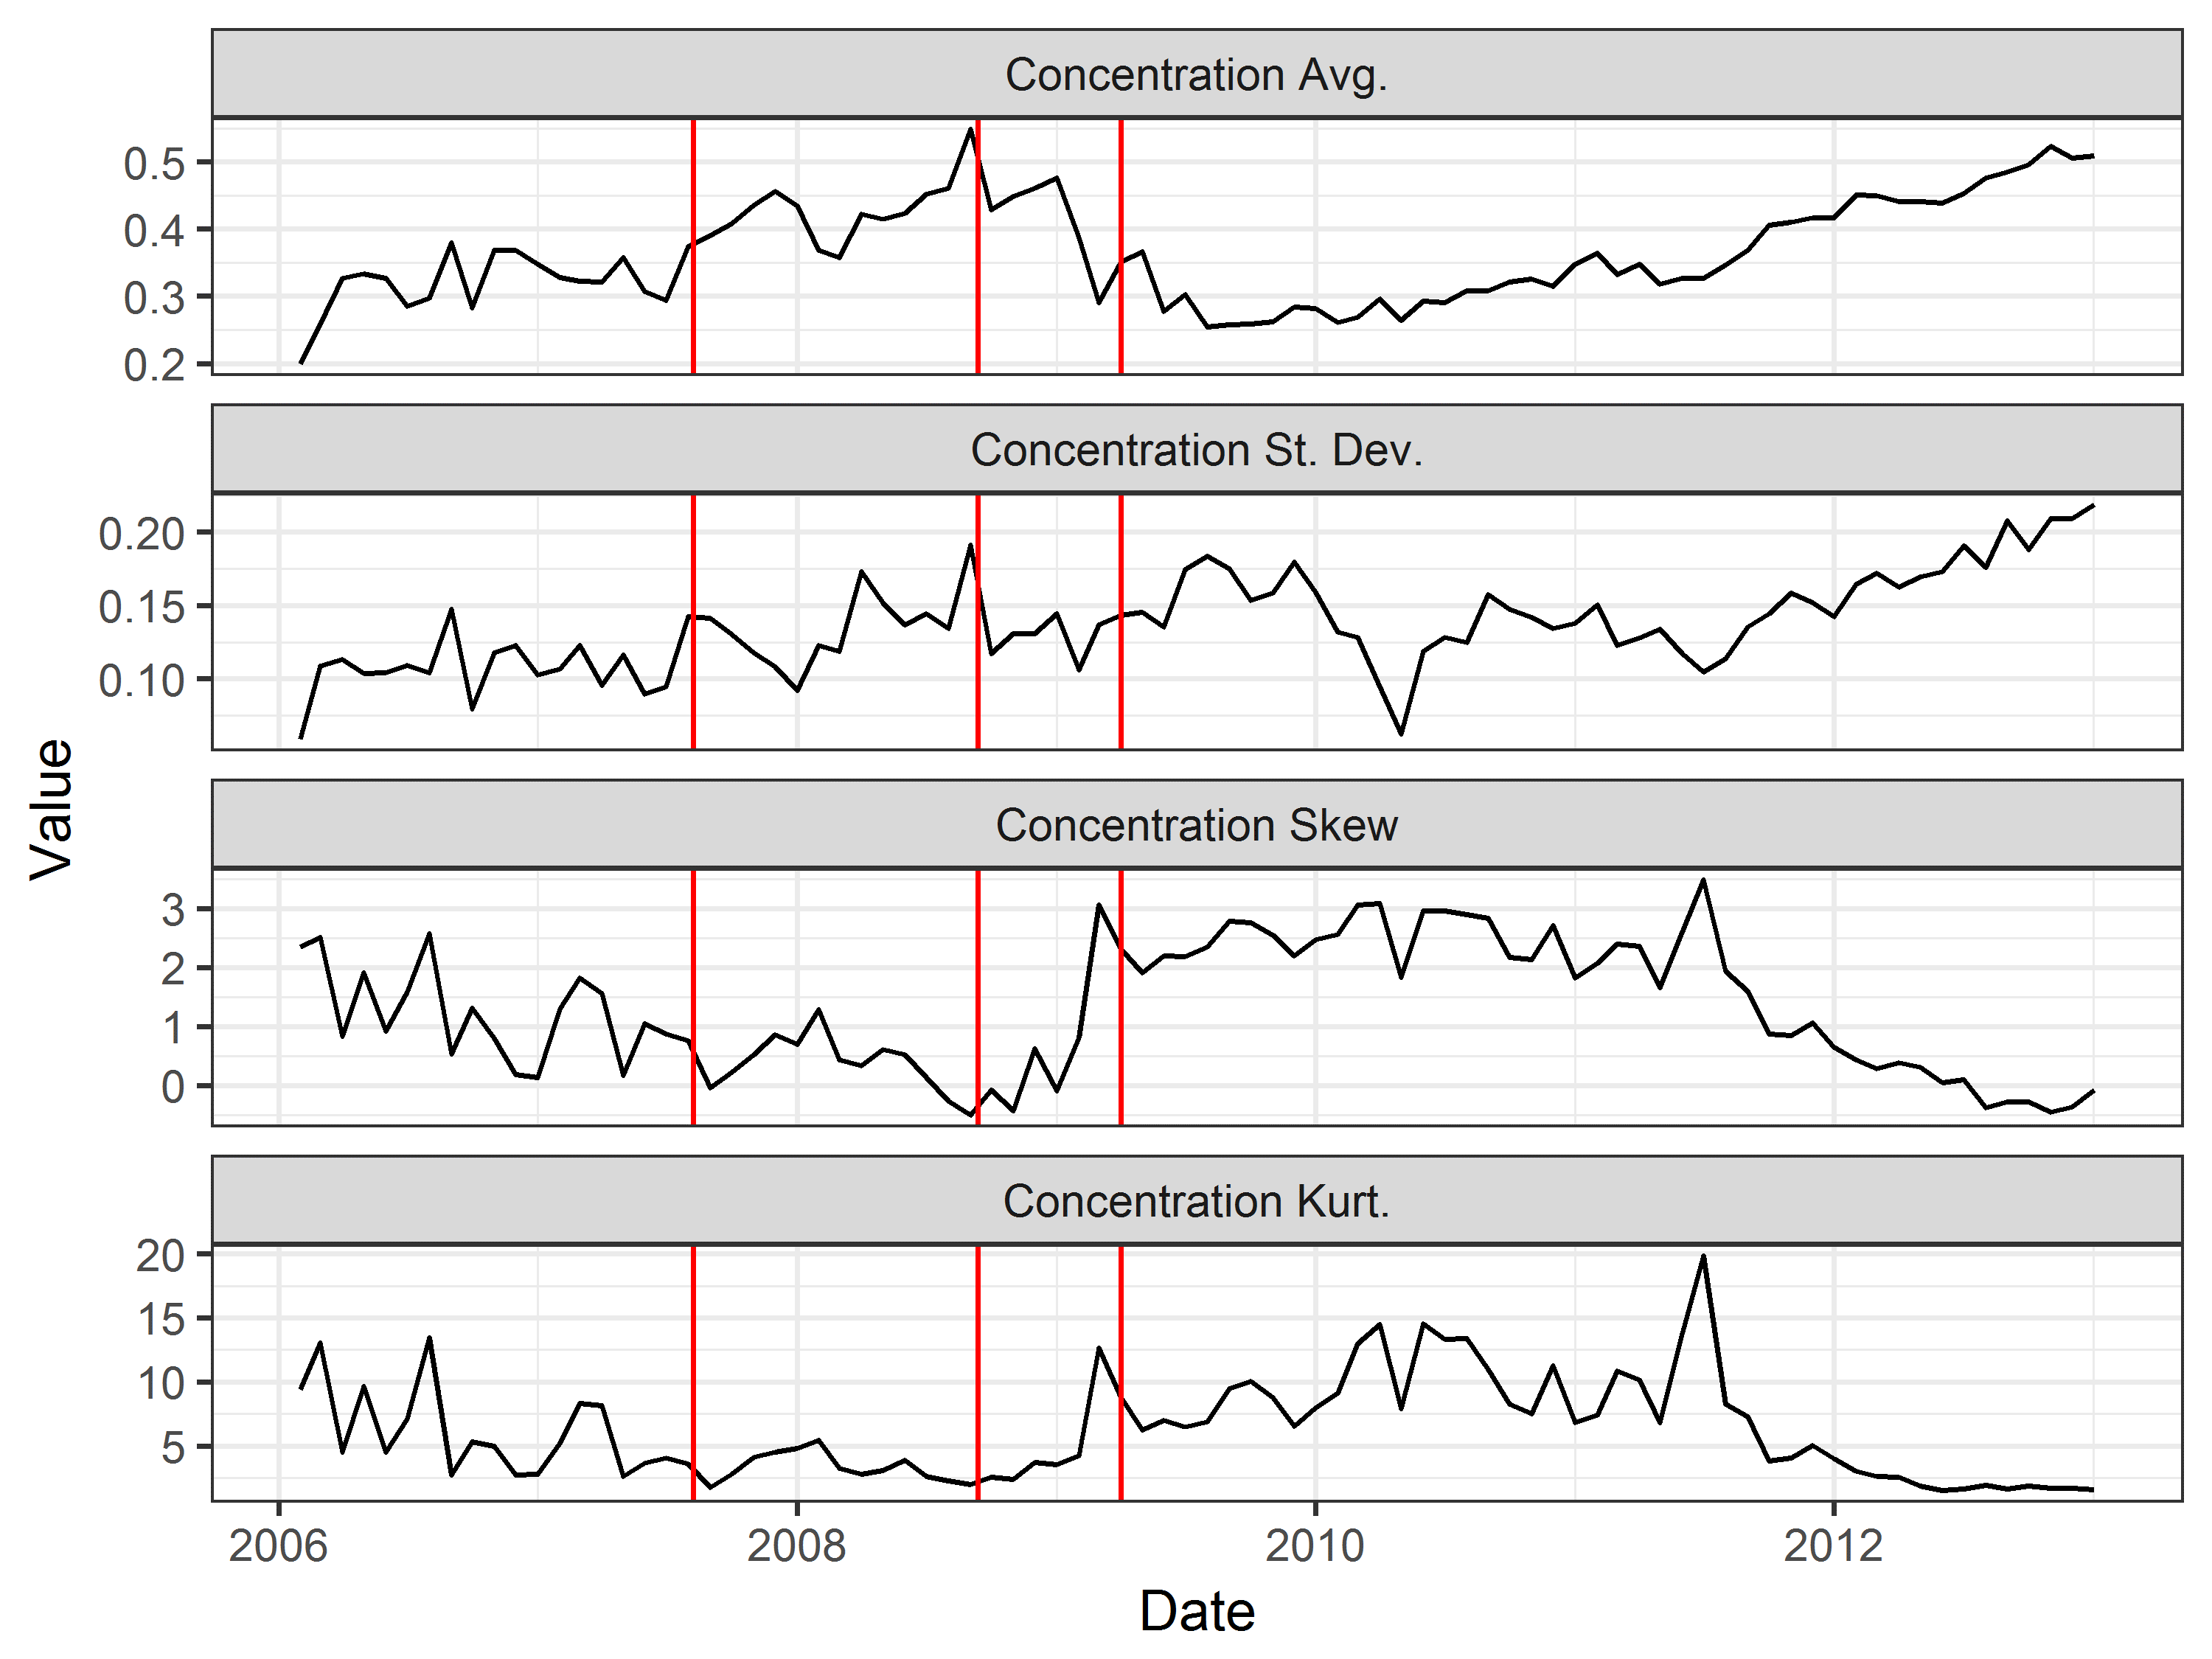 Concentration Avg.
0.5
0.4
0.3
0.2
Concentration St. Dev.
0.20
0.15
0.10
Concentration Skew
3
2
1
0
Concentration Kurt.
20
15
10
5
2006 2008 2010 2012
Date
Value